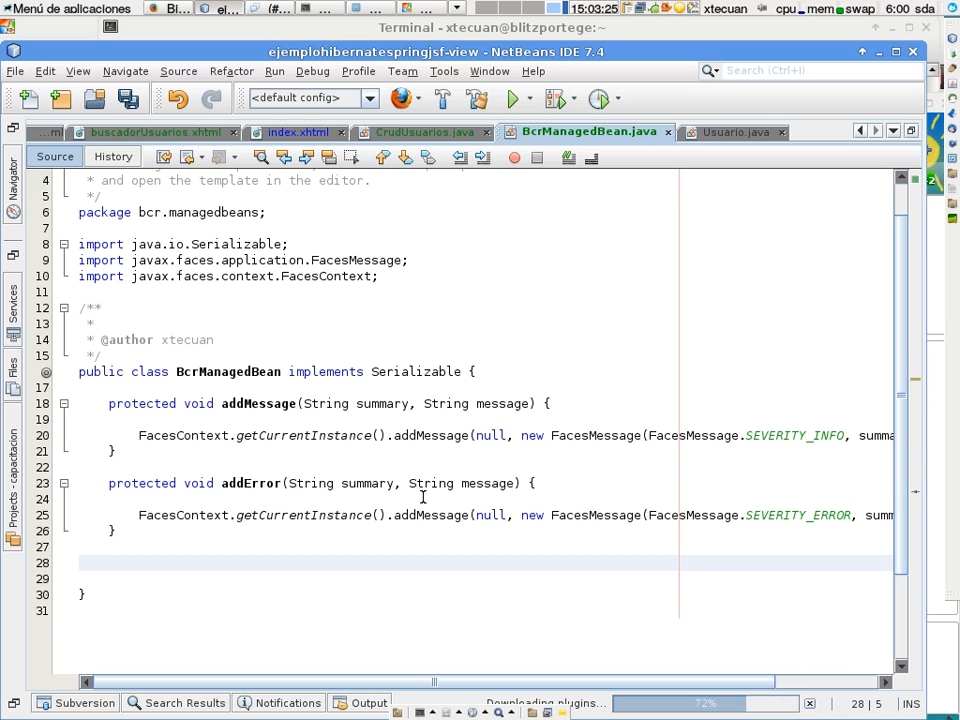 Menú de aplicaciones
Bl...
el...
(#...
...
...
...
15:03:25
xtecuan
cpu
mem
swap
6:00
sda
Terminal - xtecuan@blitzportege:~
ejemplohibernatespringjsf-view - NetBeans IDE 7.4
File Edit View Navigate Source Refactor Run Debug Profile Team Tools Window Help
Search (Ctrl+I)
<default config>
...ml
buscadorUsuarios.xhtml
index.xhtml
CrudUsuarios.java
BcrManagedBean.java
Usuario.java
Source History
Navigator
Services
Files
Projects - capacitacion
4 * and open the template in the editor.
5 */
6 package bcr.managedbeans;
7
8 import java.io.Serializable;
9 import javax.faces.application.FacesMessage;
10 import javax.faces.context.FacesContext;
11
12 /**
13 *
14 * @author xtecuan
15 */
public class BcrManagedBean implements Serializable {
17
18 protected void addMessage(String summary, String message) {
19
20 FacesContext.getCurrentInstance().addMessage(null, new FacesMessage(FacesMessage.SEVERITY_INFO, summa
21 }
22
23 protected void addError(String summary, String message) {
24
25 FacesContext.getCurrentInstance().addMessage(null, new FacesMessage(FacesMessage.SEVERITY_ERROR, summ
26 }
27
28
29
30 }
31
Subversion Search Results Notifications Output
Downloading plugins...
72%
28 | 5 INS